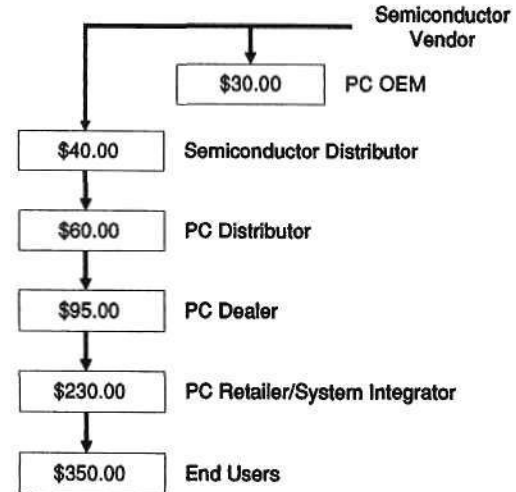 Semiconductor
Vendor
$30.00 PC OEM
$40.00 Semiconductor Distributor
$60.00 PC Distributor
$95.00 PC Dealer
$230.00 PC Retailer/System Integrator
$350.00 End Users